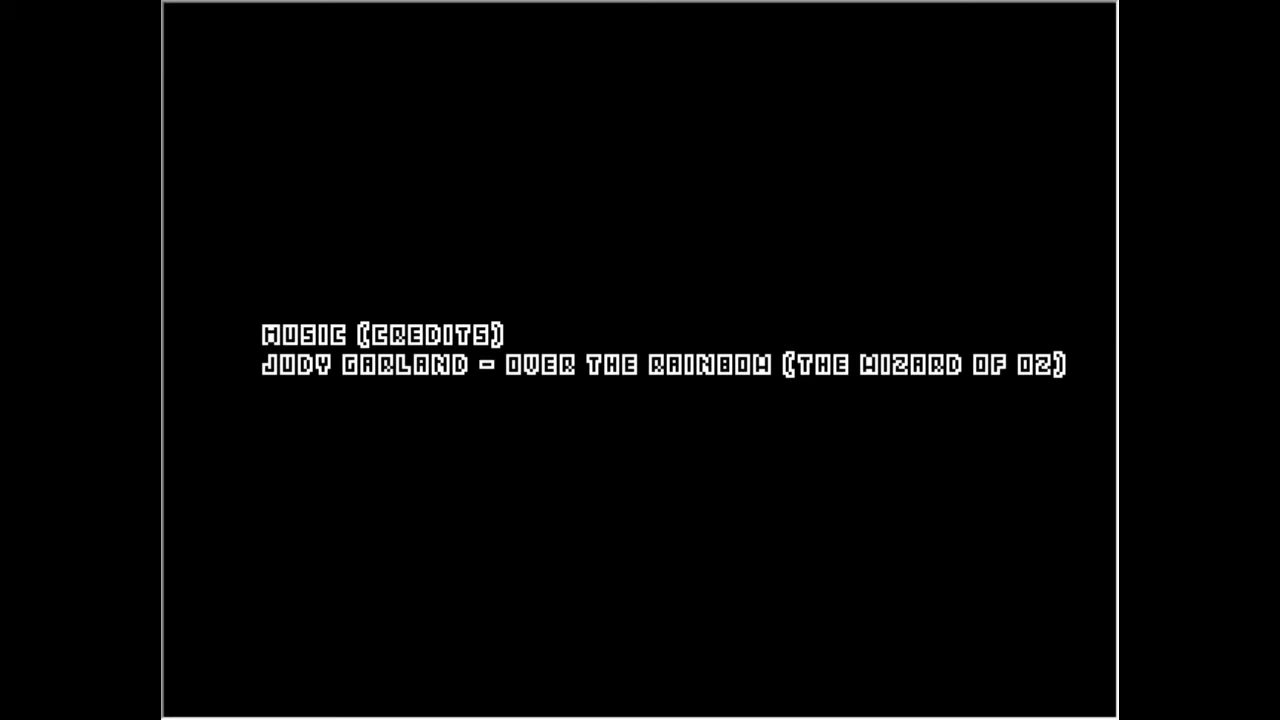 MUSIC (CREDITS)
JUDY GARLAND - OVER THE RAINBOW (THE WIZARD OF OZ)